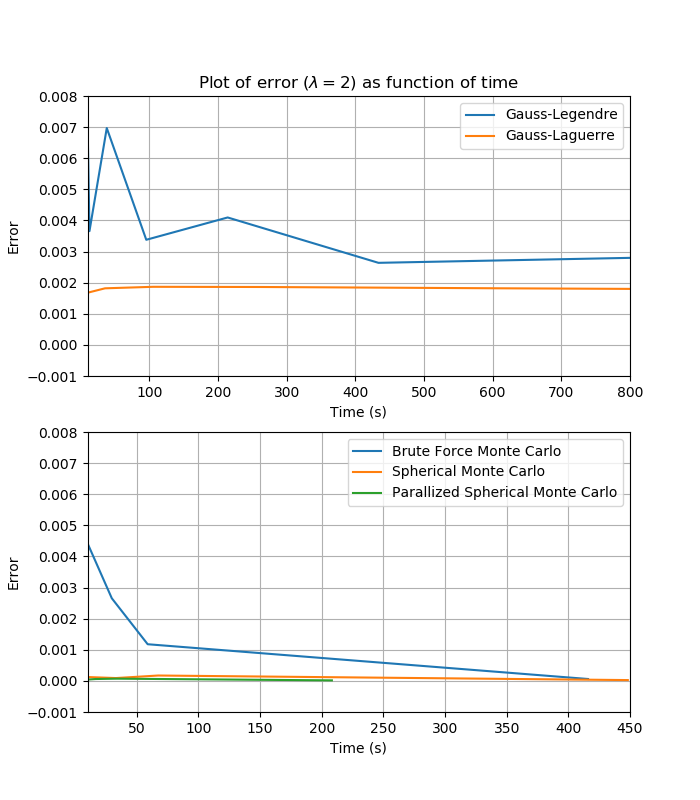 Plot of error (λ = 2) as function of time
0.008
0.007
0.006
0.005
0.004
0.003
0.002
0.001
0.000
−0.001
Error
Gauss-Legendre
Gauss-Laguerre
100 200 300 400 500 600 700 800
Time (s)
0.008
0.007
0.006
0.005
0.004
0.003
0.002
0.001
0.000
−0.001
Error
Brute Force Monte Carlo
Spherical Monte Carlo
Parallized Spherical Monte Carlo
50 100 150 200 250 300 350 400 450
Time (s)